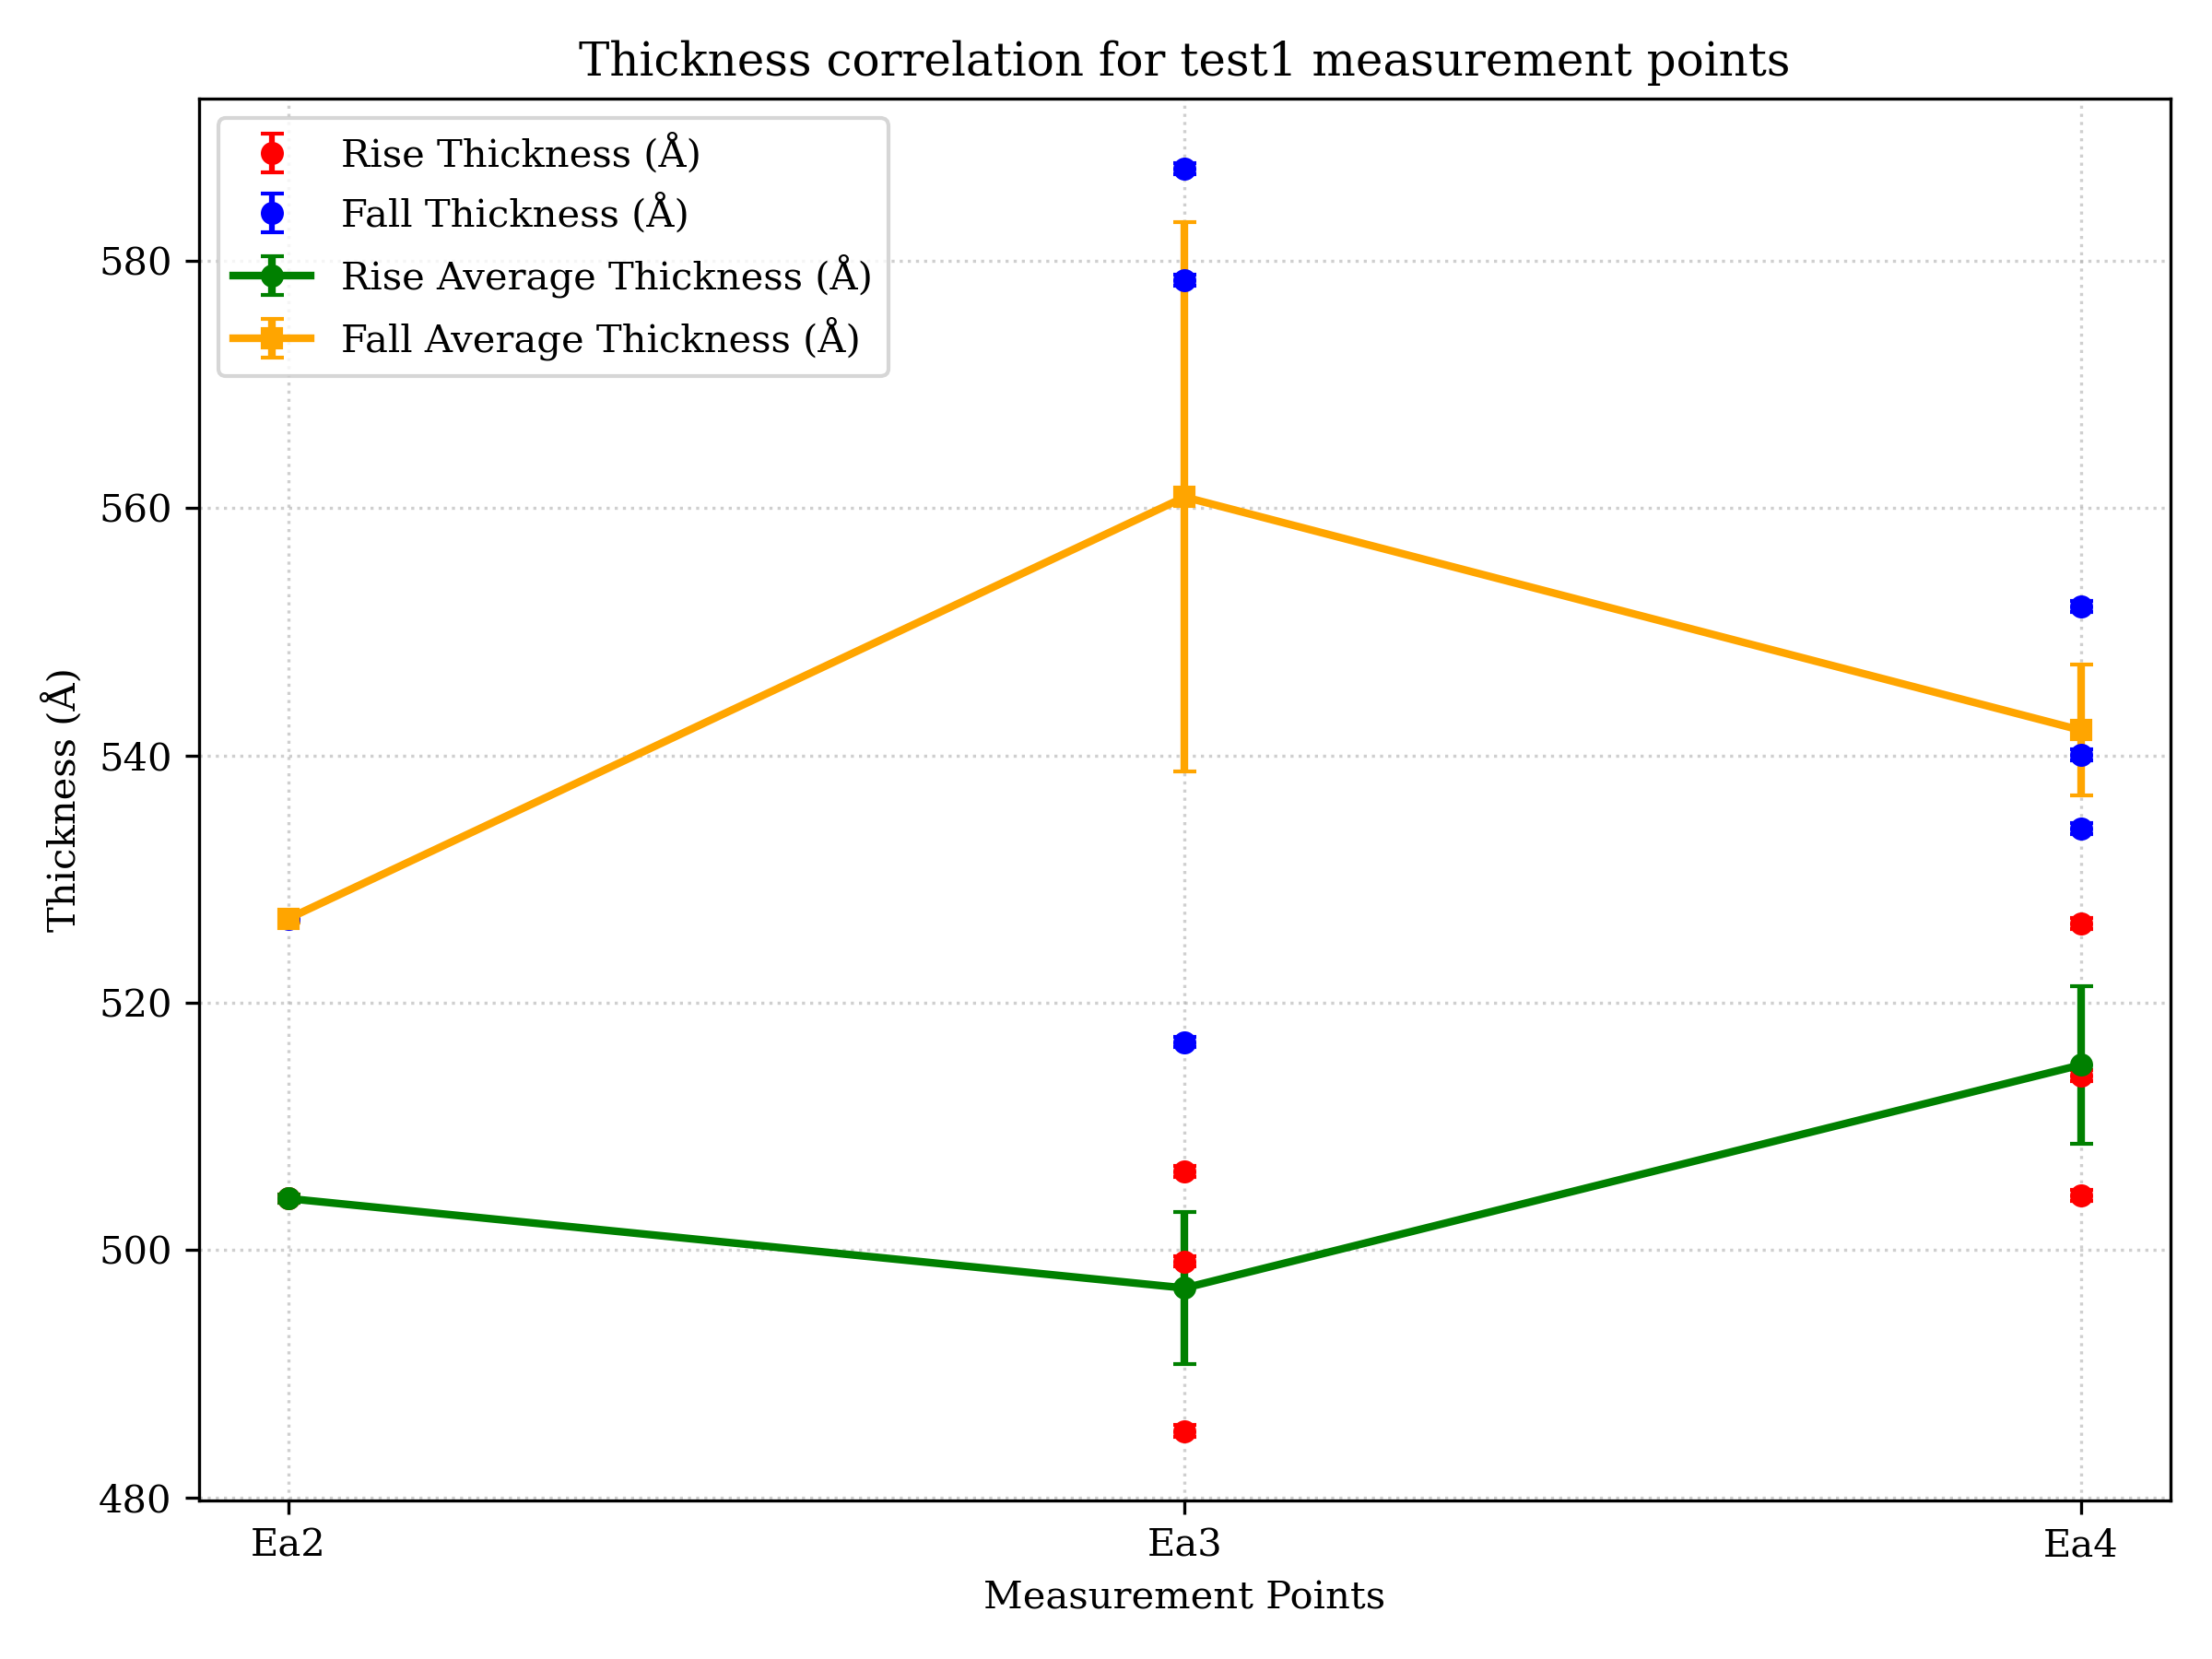 Thickness correlation for test1 measurement points
Rise Thickness (Å)
Fall Thickness (Å)
Rise Average Thickness (Å)
Fall Average Thickness (Å)
580
560
540
520
500
480
Thickness (Å)
Ea2
Ea3
Ea4
Measurement Points